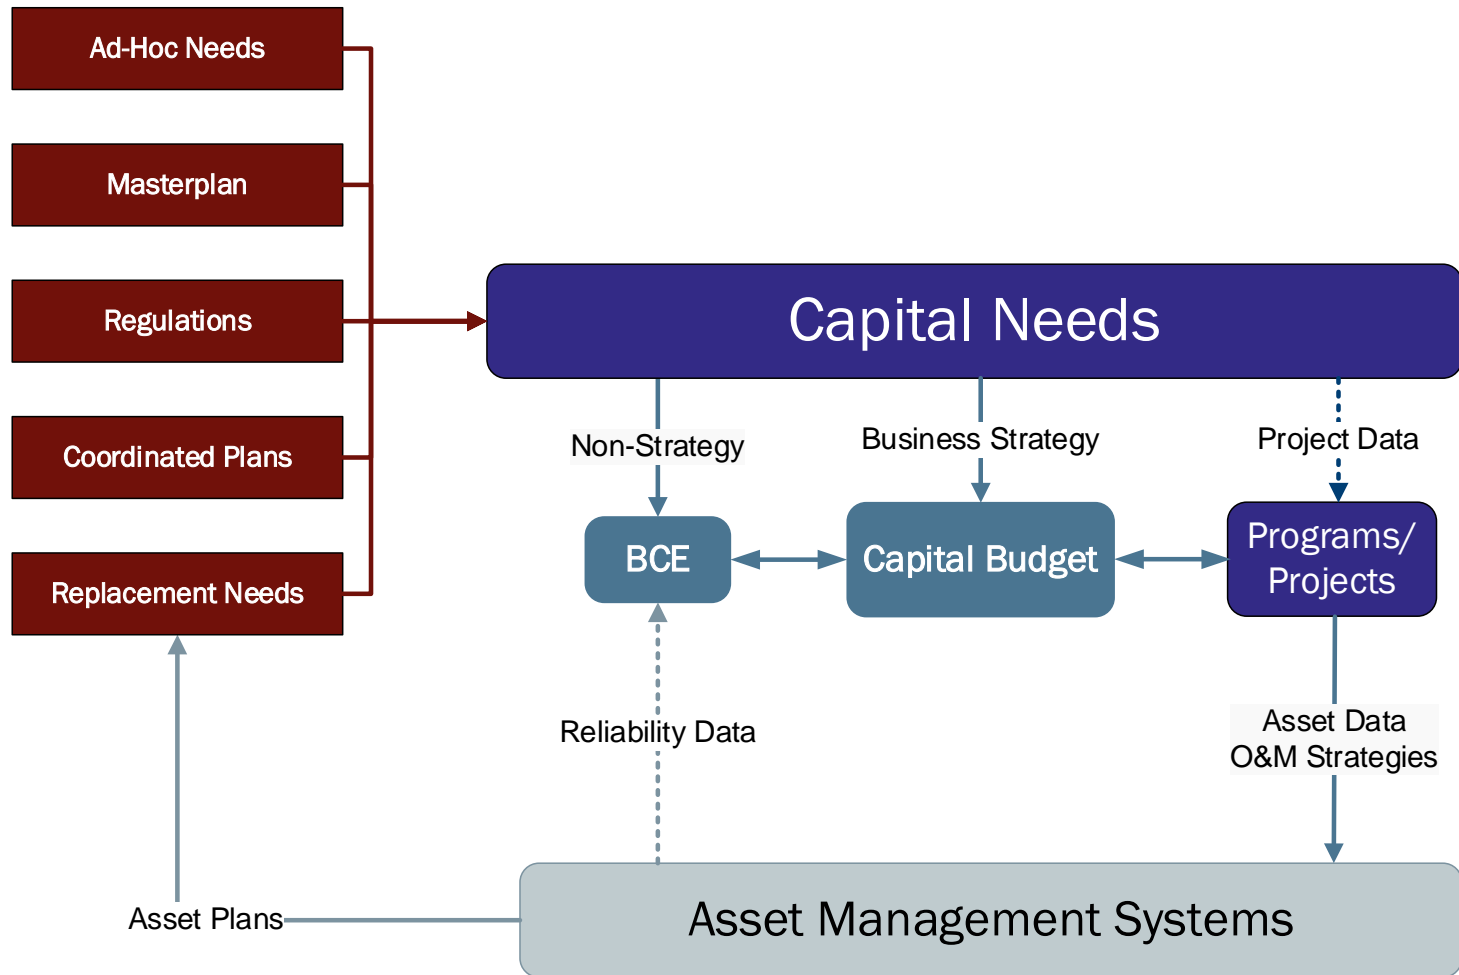 Ad-Hoc Needs
Masterplan
Regulations
Coordinated Plans
Replacement Needs
Capital Needs
Non-Strategy
Business Strategy
Project Data
BCE
Capital Budget
Programs/
Projects
Reliability Data
Asset Data
O&M Strategies
Asset Plans
Asset Management Systems